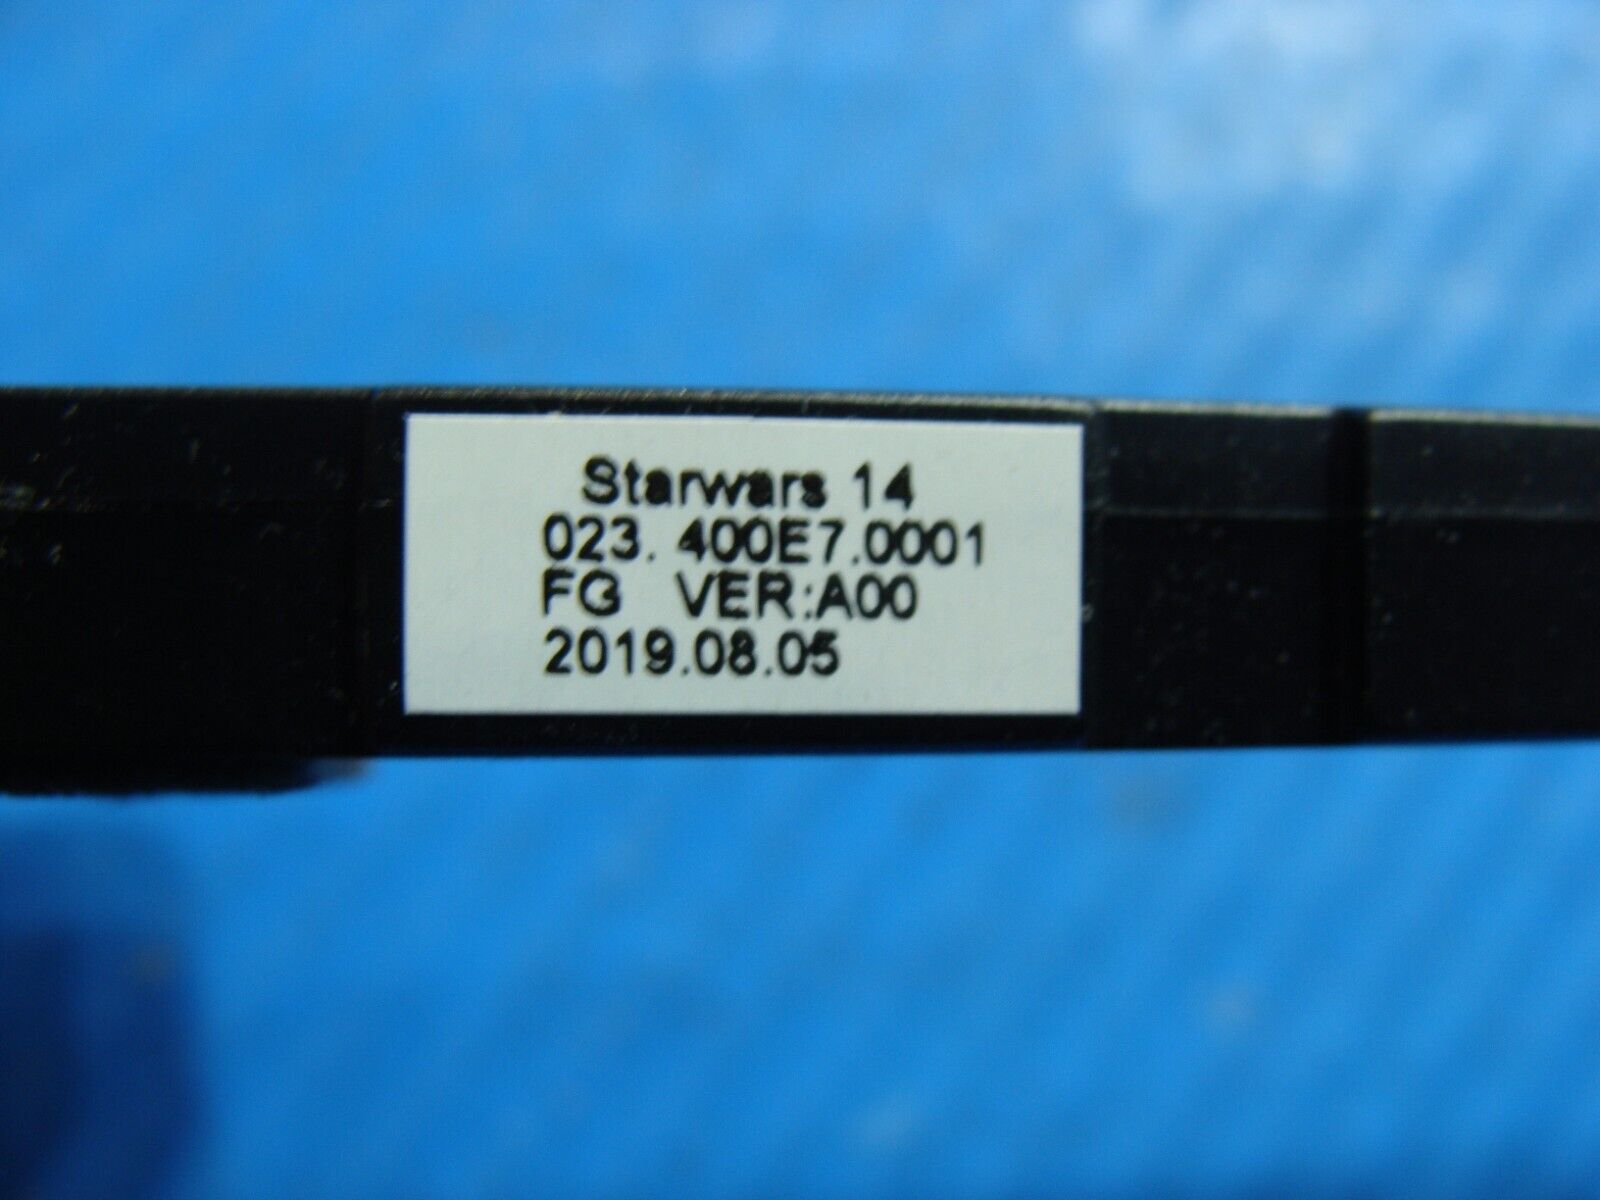 Starwars 14
023. 400E7.0001
FG VER:A00
2019.08.05